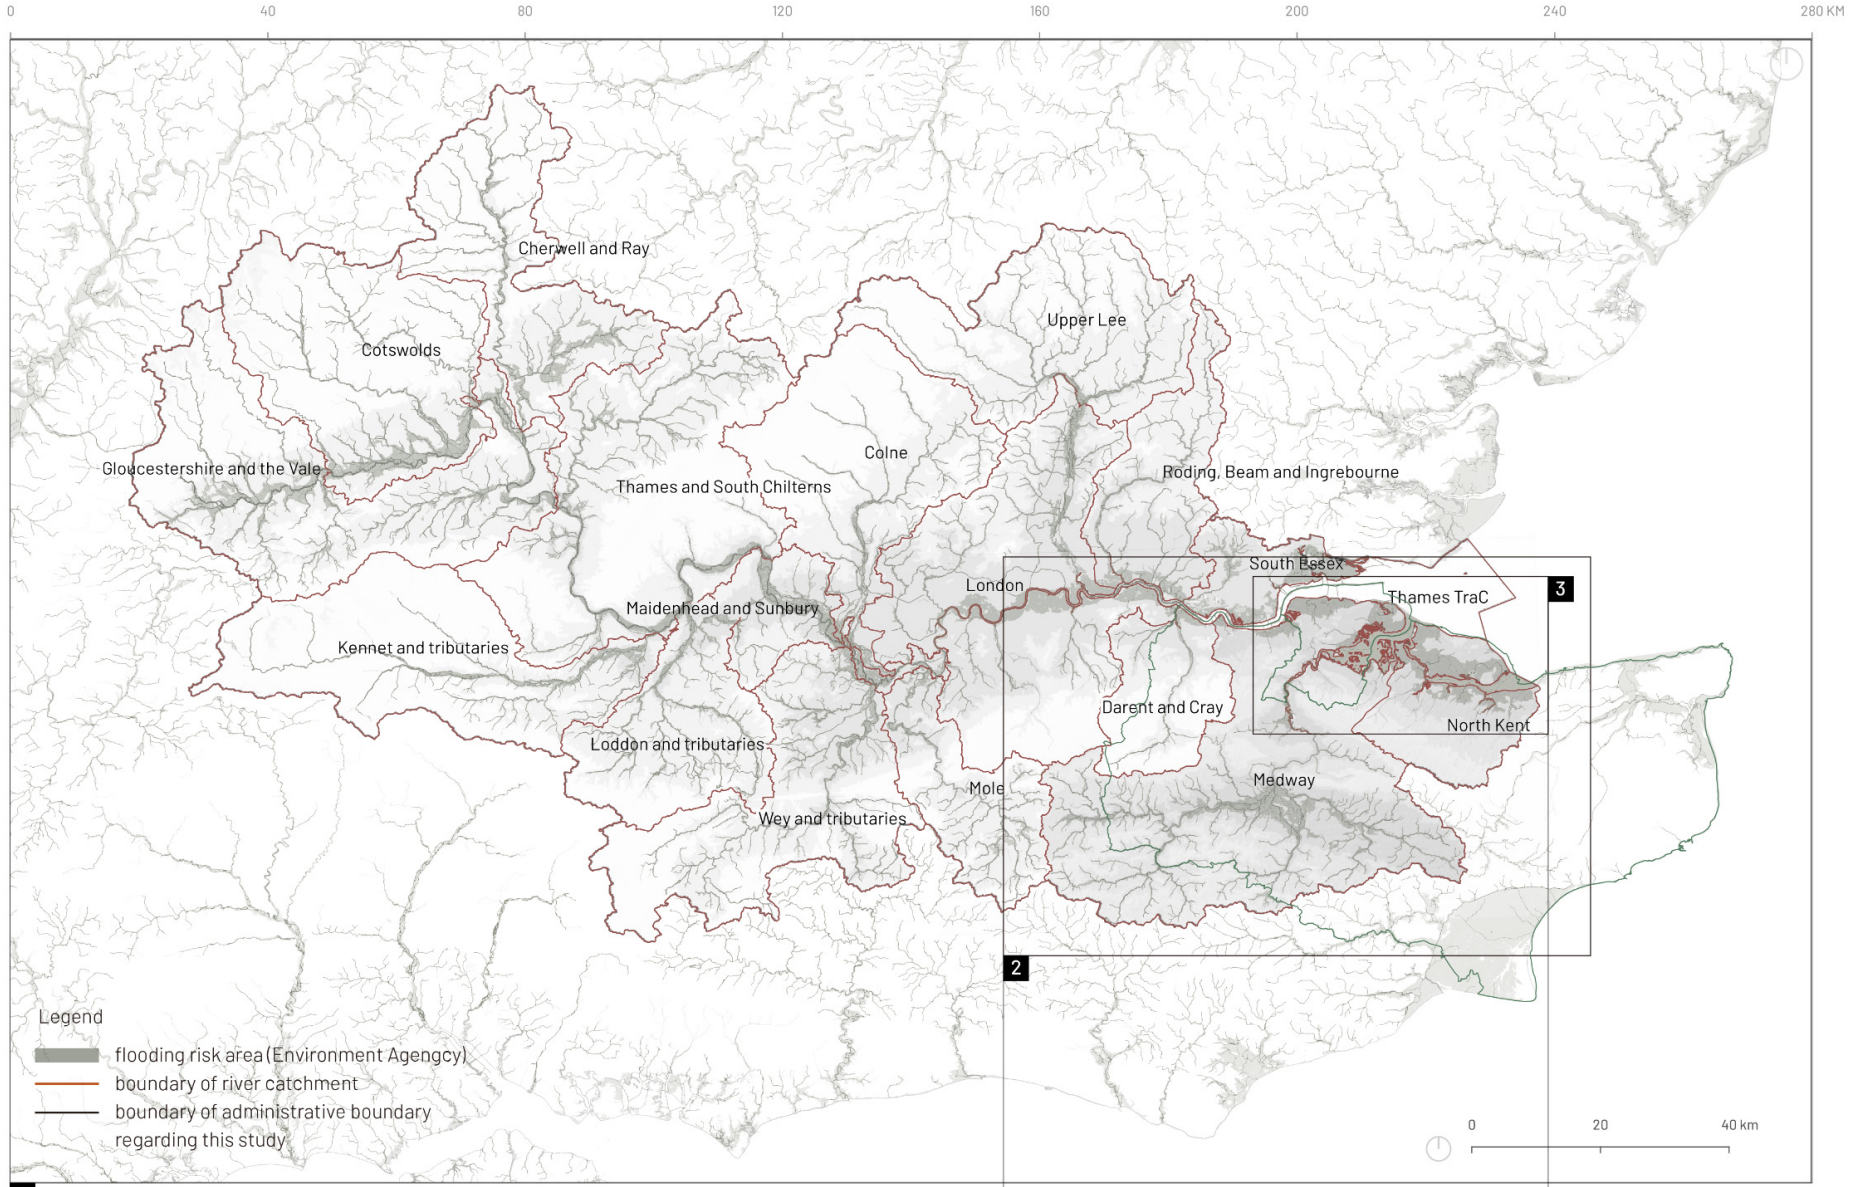 0 40 80 120 160 200 240 280 KM
Cherwell and Ray
Upper Lee
Cotswolds
Colne
Gloucestershire and the Vale
Roding, Beam and Ingrebourne
Thames and South Chilterns
South Essex
London
3
Thames TraC
Maidenhead and Sunbury
Kennet and tributaries
Darent and Cray
North Kent
Loddon and tributaries
Medway
Mole
Wey and tributaries
2
Legend
flooding risk area (Environment Agengcy)
boundary of river catchment
boundary of administrative boundary
regarding this study
0 20 40 km